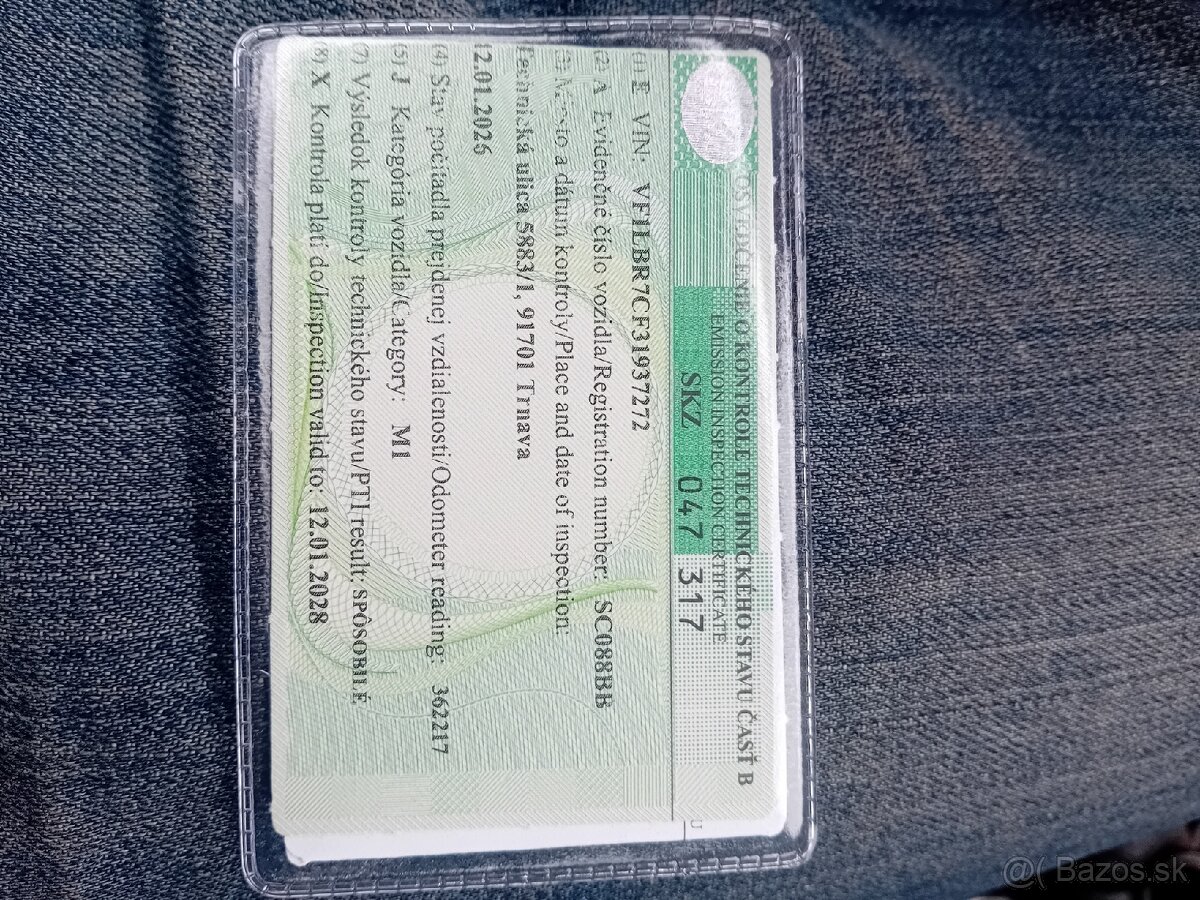 OSVEDČENIE O KONTROLE TECHNICKÉHO STAVU ČASŤ B
EMISSION INSPECTION CERTIFICATE
SKZ 047 317
(1) E VIN: VF1LBR7CF31937272
(2) A Evidenčné číslo vozidla/Registration number: SC088BB
(3) Miesto a dátum kontroly/Place and date of inspection:
Technická ulica 5883/1, 91701 Trnava
12.01.2026
(4) Stav počítadla prejdenej vzdialenosti/Odometer reading: 362217
(5) J Kategória vozidla/Category: M1
(7) Výsledok kontroly technického stavu/PTI result: SPÔSOBILÉ
(8) X Kontrola platí do/Inspection valid to: 12.01.2028
@( Bazos.sk